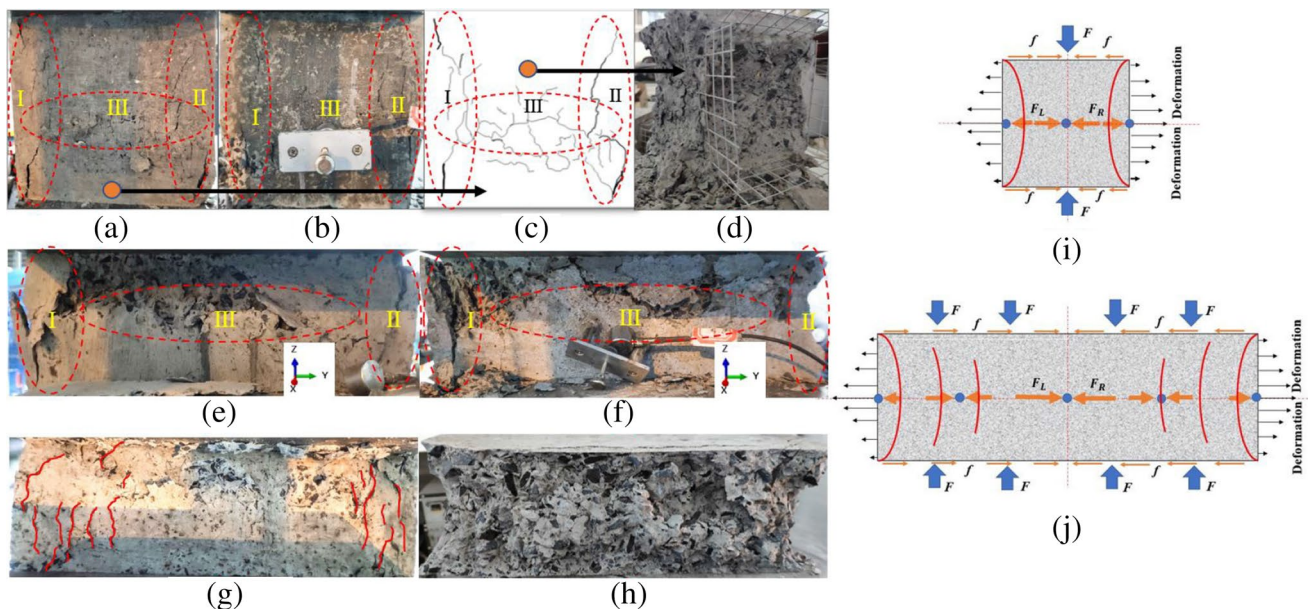 I
III
II
I
III
II
I
III
II
(a)
(b)
(c)
(d)
I
III
II
Z
Y
X
I
III
II
Z
Y
X
(e)
(f)
(g)
(h)
F
f
f
F_L
F_R
Deformation
Deformation
f
f
F
(i)
F
F
F
F
f
f
F_L
F_R
Deformation
Deformation
f
f
F
F
F
F
(j)